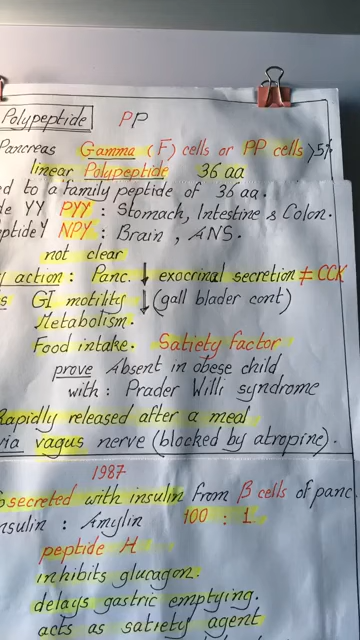 Polypeptide PP
Pancreas Gamma (F) cells or PP cells
linear Polypeptide 36 aa
ed to a family peptide of 36 aa.
de YY PYY : Stomach, Intestine & Colon.
eptide Y NPY : Brain, ANS.
not clear
y action : Panc. ↓ exocrinal secretion ≠ CCK
GI motility ↓ (gall blader cont)
Metabolism.
Food intake. Satiety factor
prove Absent in obese child
with : Prader Willi syndrome
Rapidly released after a meal
via vagus nerve (blocked by atropine).
1987
secreted with insulin from β cells of panc
nsulin : Amylin 100 : 1
peptide H
inhibits glucagon.
delays gastric emptying.
acts as satiety agent